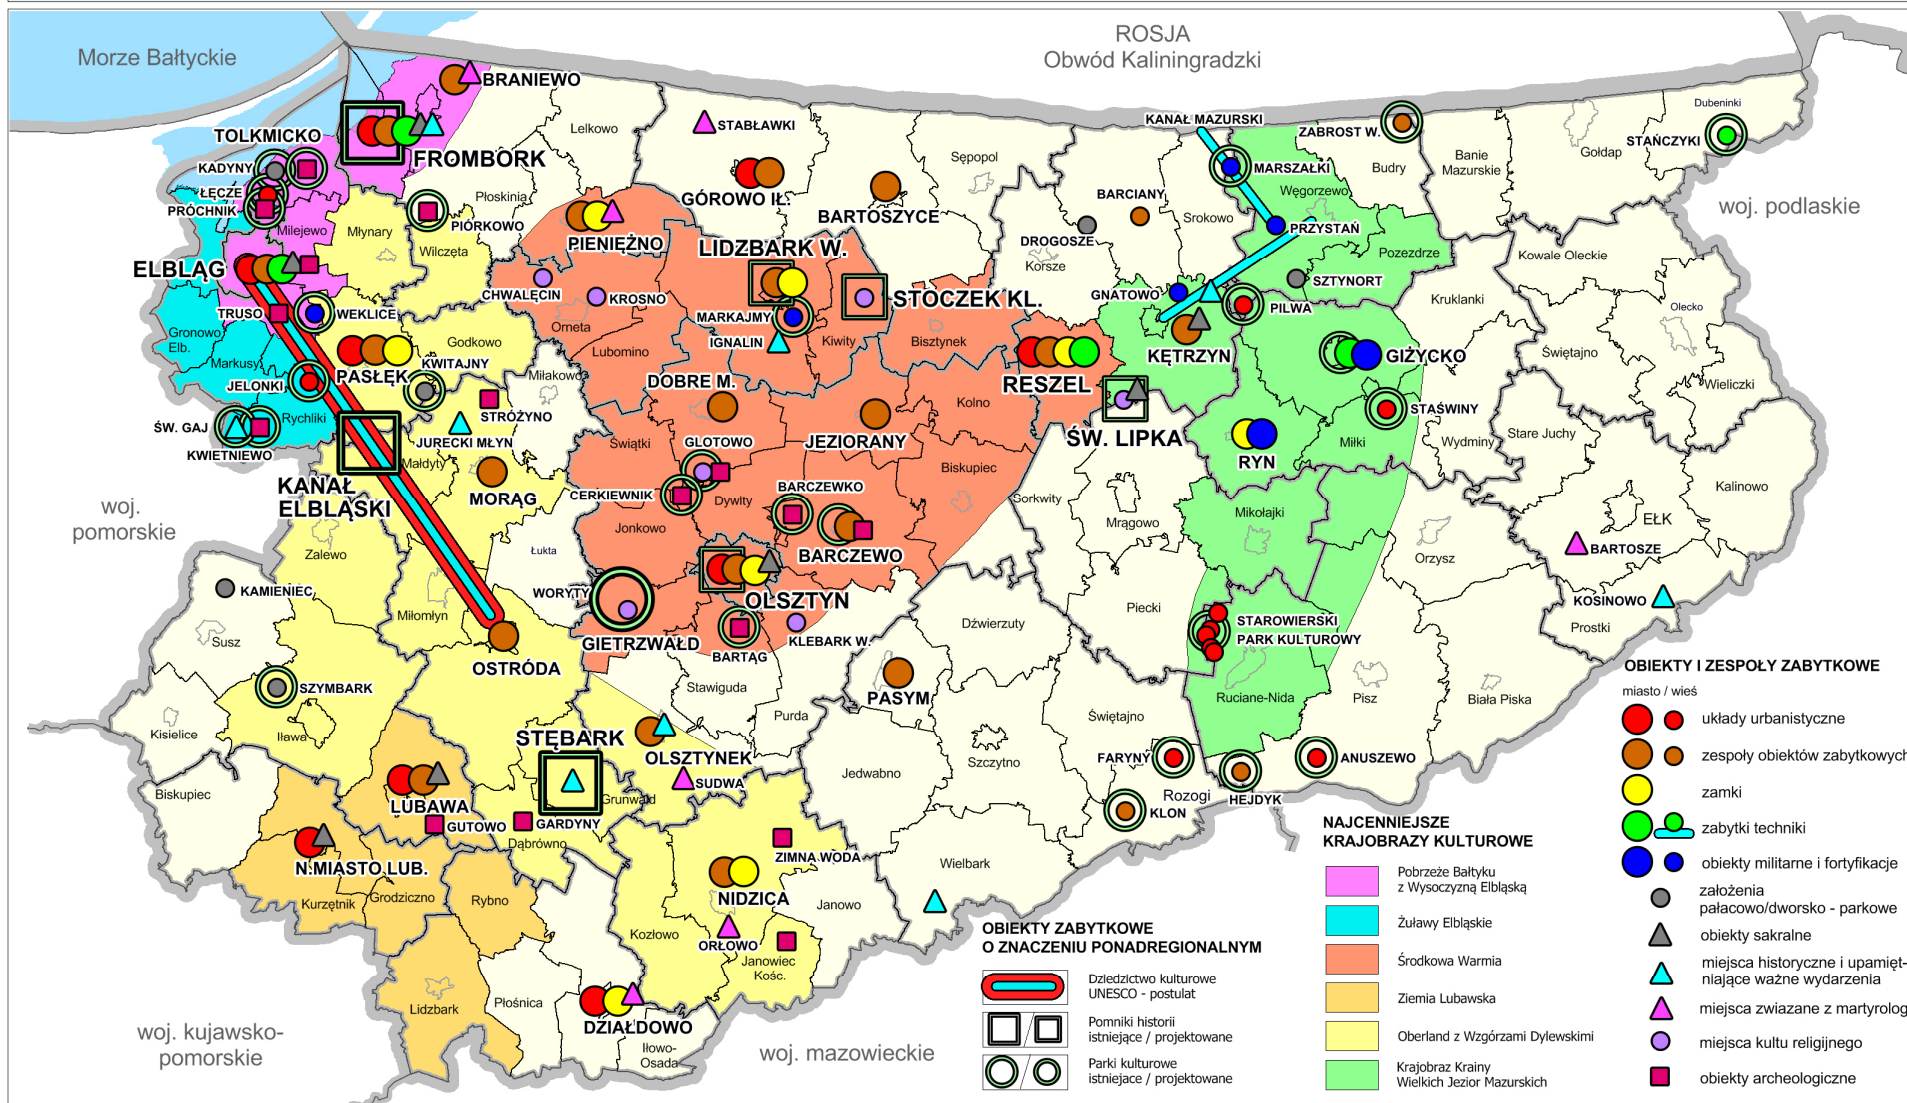 Morze Bałtyckie
ROSJA
Obwód Kaliningradzki
BRANIEWO
TOLKMICKO
FROMBORK
KADYNY
ŁĘCZE
PRÓCHNIK
Milejewo
Młynary
PIÓRKOWO
Wilczęta
Płoskinia
Lelkowo
STABŁAWKI
GÓROWO IŁ.
BARTOSZYCE
Sępopol
KANAŁ MAZURSKI
MARSZAŁKI
ZABROST W.
Budry
Banie
Mazurskie
Gołdap
Dubeninki
STAŃCZYKI
woj. podlaskie
BARCIANY
DROGOSZE
Korsze
Srokowo
Węgorzewo
PRZYSTAŃ
Pozezdrze
SZTYNORT
Kowale Oleckie
Kruklanki
Olecko
Świętajno
Wieliczki
ELBLĄG
TRUSO
WEKLICE
Gronowo
Elb.
Markusy
JELONKI
Rychliki
ŚW. GAJ
KWIETNIEWO
PASŁĘK
KWITAJNY
Godkowo
Miłakowo
STRÓŻYNO
JURECKI MŁYN
Małdyty
MORĄG
KANAŁ
ELBLĄSKI
PIENIĘŻNO
CHWALĘCIN
KROSNO
Orneta
Lubomino
LIDZBARK W.
MARKAJMY
IGNALIN
Kiwity
STOCZEK KL.
Bisztynek
DOBRE M.
JEZIORANY
Kolno
RESZEL
GNATOWO
KĘTRZYN
PILWA
GIŻYCKO
STAŚWINY
ŚW. LIPKA
RYN
Miłki
Wydminy
Stare Juchy
Kalinowo
EŁK
BARTOSZE
KOSINOWO
Prostki
Świątki
GLOTOWO
CERKIEWNIK
Dywity
BARCZEWKO
BARCZEWO
Biskupiec
Jonkowo
OLSZTYN
WORYTY
GIETRZWAŁD
BARTĄG
KLEBARK W.
Sorkwity
Mrągowo
Mikołajki
Orzysz
Piecki
STAROWIERSKI
PARK KULTUROWY
Ruciane-Nida
Pisz
Biała Piska
woj.
pomorskie
Zalewo
Łukta
Miłomłyn
OSTRÓDA
KAMIENIEC
Susz
SZYMBARK
Iława
Kisielice
Biskupiec
Stawiguda
Purda
Dźwierzuty
PASYM
Świętajno
Szczytno
Jedwabno
FARYNY
Rozogi
KLON
HEJDYK
ANUSZEWO
STĘBARK
OLSZTYNEK
SUDWA
Grunwald
GARDYNY
Dąbrówno
LUBAWA
GUTOWO
N.MIASTO LUB.
Kurzętnik
Grodziczno
Rybno
Lidzbark
Płośnica
DZIAŁDOWO
Iłowo-
Osada
Kozłowo
NIDZICA
ORŁOWO
ZIMNA WODA
Janowo
Janowiec
Kośc.
Wielbark
woj. kujawsko-
pomorskie
woj. mazowieckie
OBIEKTY ZABYTKOWE
O ZNACZENIU PONADREGIONALNYM
Dziedzictwo kulturowe
UNESCO - postulat
Pomniki historii
istniejące / projektowane
Parki kulturowe
istniejace / projektowane
NAJCENNIEJSZE
KRAJOBRAZY KULTUROWE
Pobrzeże Bałtyku
z Wysoczyzną Elbląską
Żuławy Elbląskie
Środkowa Warmia
Ziemia Lubawska
Oberland z Wzgórzami Dylewskimi
Krajobraz Krainy
Wielkich Jezior Mazurskich
OBIEKTY I ZESPOŁY ZABYTKOWE
miasto / wieś
układy urbanistyczne
zespoły obiektów zabytkowych
zamki
zabytki techniki
obiekty militarne i fortyfikacje
założenia
pałacowo/dworsko - parkowe
obiekty sakralne
miejsca historyczne i upamięt-
niające ważne wydarzenia
miejsca zwiazane z martyrolog
miejsca kultu religijnego
obiekty archeologiczne